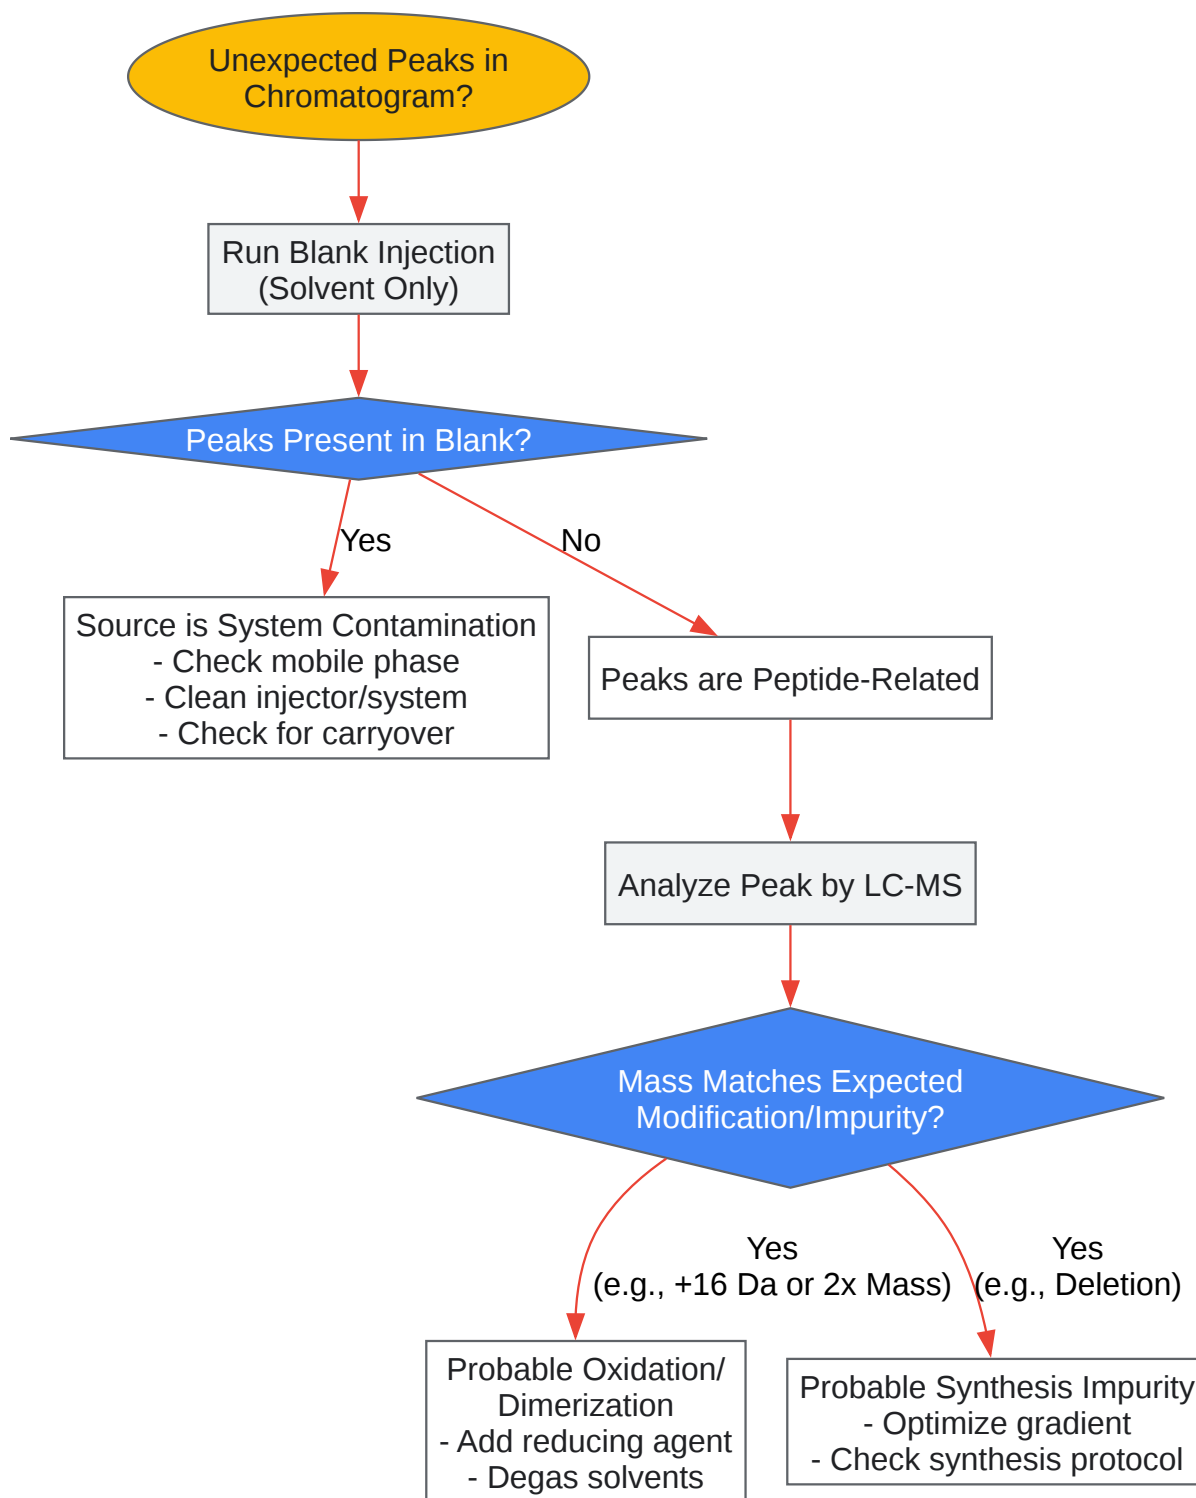 Unexpected Peaks in
Chromatogram?
Run Blank Injection
(Solvent Only)
Peaks Present in Blank?
Yes
No
Source is System Contamination
- Check mobile phase
- Clean injector/system
- Check for carryover
Peaks are Peptide-Related
Analyze Peak by LC-MS
Mass Matches Expected
Modification/Impurity?
Yes
(e.g., +16 Da or 2x Mass)
Yes
(e.g., Deletion)
Probable Oxidation/
Dimerization
- Add reducing agent
- Degas solvents
Probable Synthesis Impurity
- Optimize gradient
- Check synthesis protocol